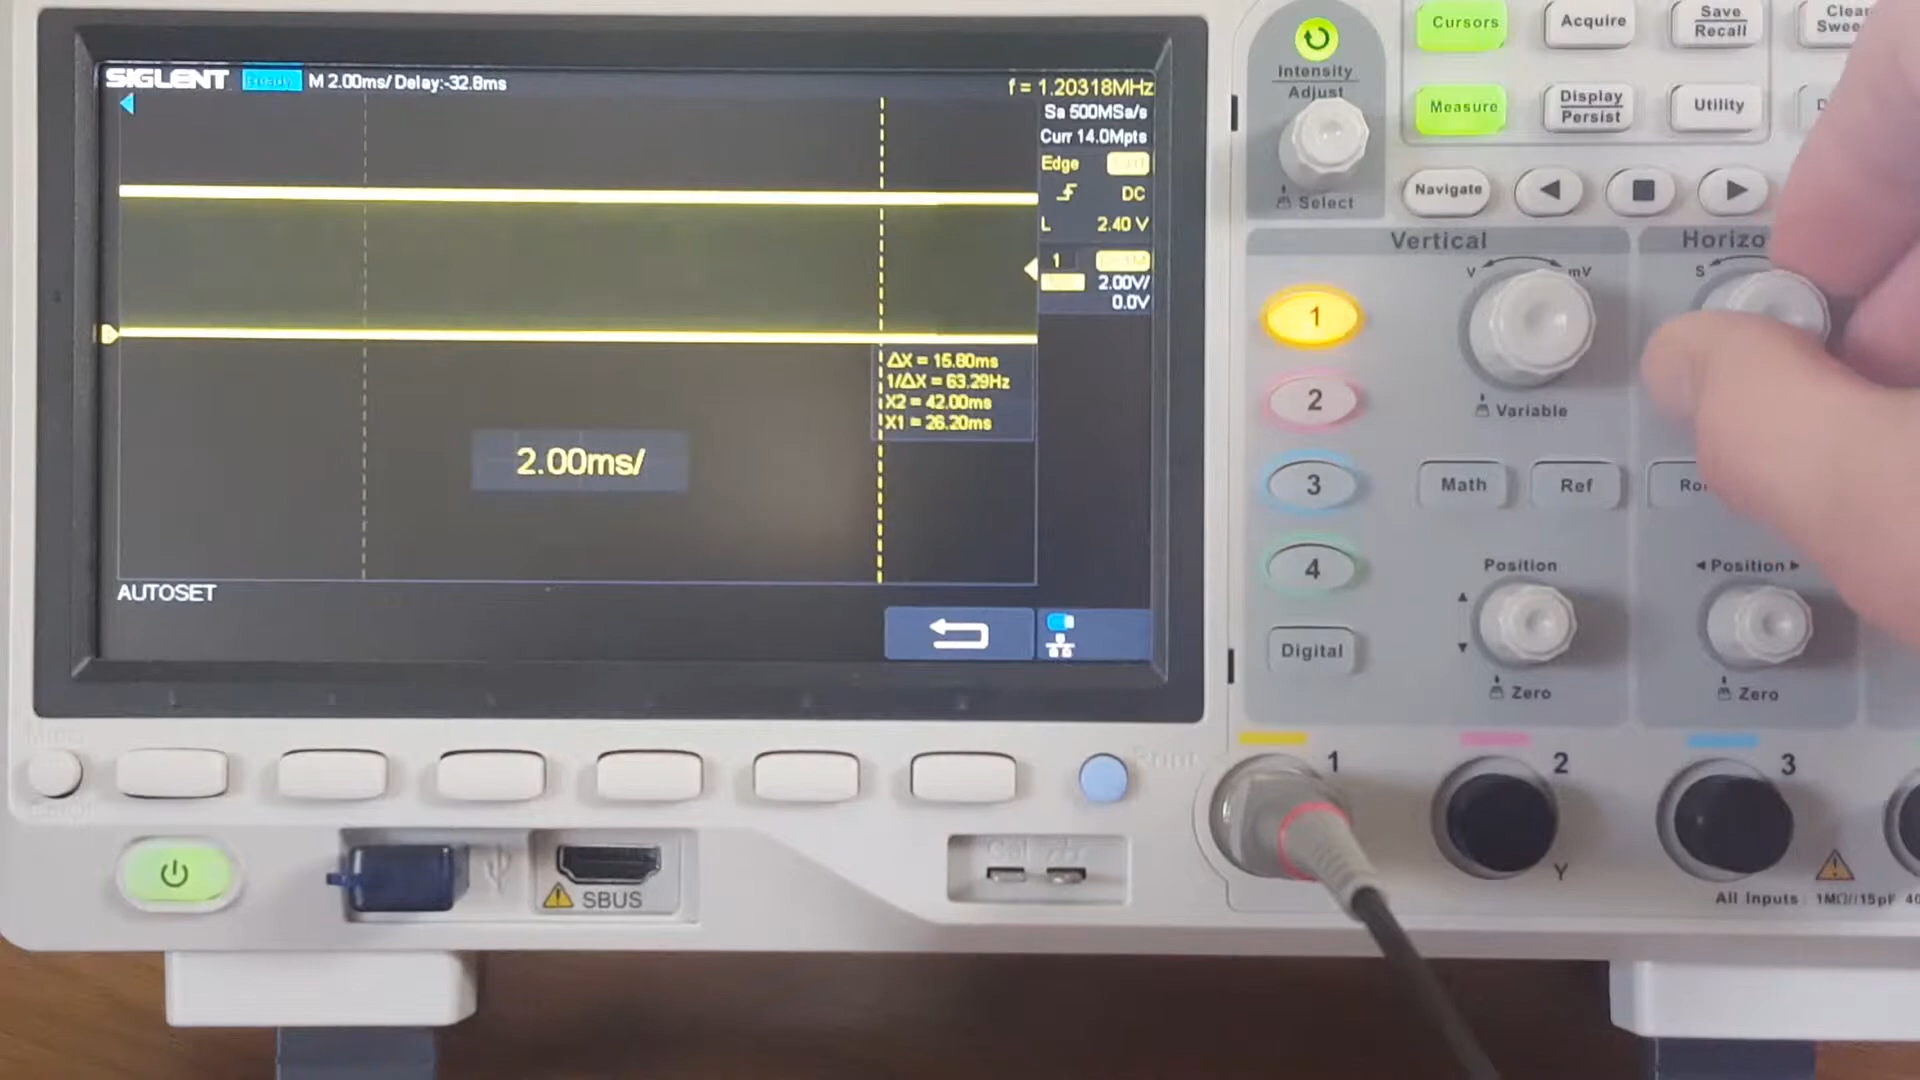 SIGLENT Ready M 2.00ms/ Delay:-32.8ms
f = 1.20318MHz
Sa 500MSa/s
Curr 14.0Mpts
Edge
DC
L 2.40 V
1
2.00V/
0.0V
ΔX = 15.80ms
1/ΔX = 63.29Hz
X2 = 42.00ms
X1 = 26.20ms
2.00ms/
AUTOSET
Intensity
Adjust
Select
Cursors
Acquire
Save
Recall
Clear
Measure
Display
Persist
Utility
Navigate
Vertical
V
mV
S
1
2
3
4
Digital
Variable
Math
Ref
Position
Zero
Position
Zero
1
2
3
Y
SBUS
All Inputs 1MΩ//15pF